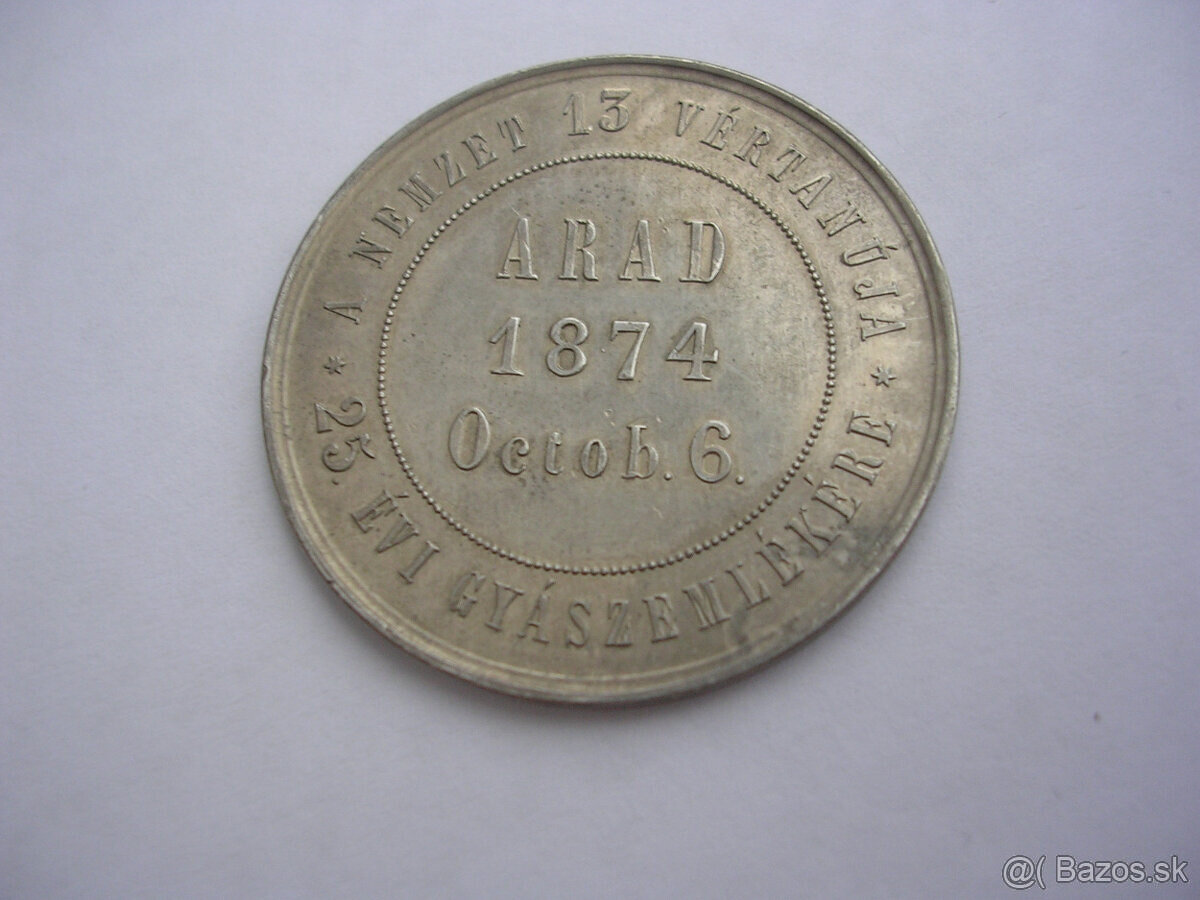 A NEMZET 13 VÉRTANÚJA
* 25. ÉVI GYÁSZEMLÉKÉRE *
ARAD
1874
Octob. 6.
@( Bazos.sk